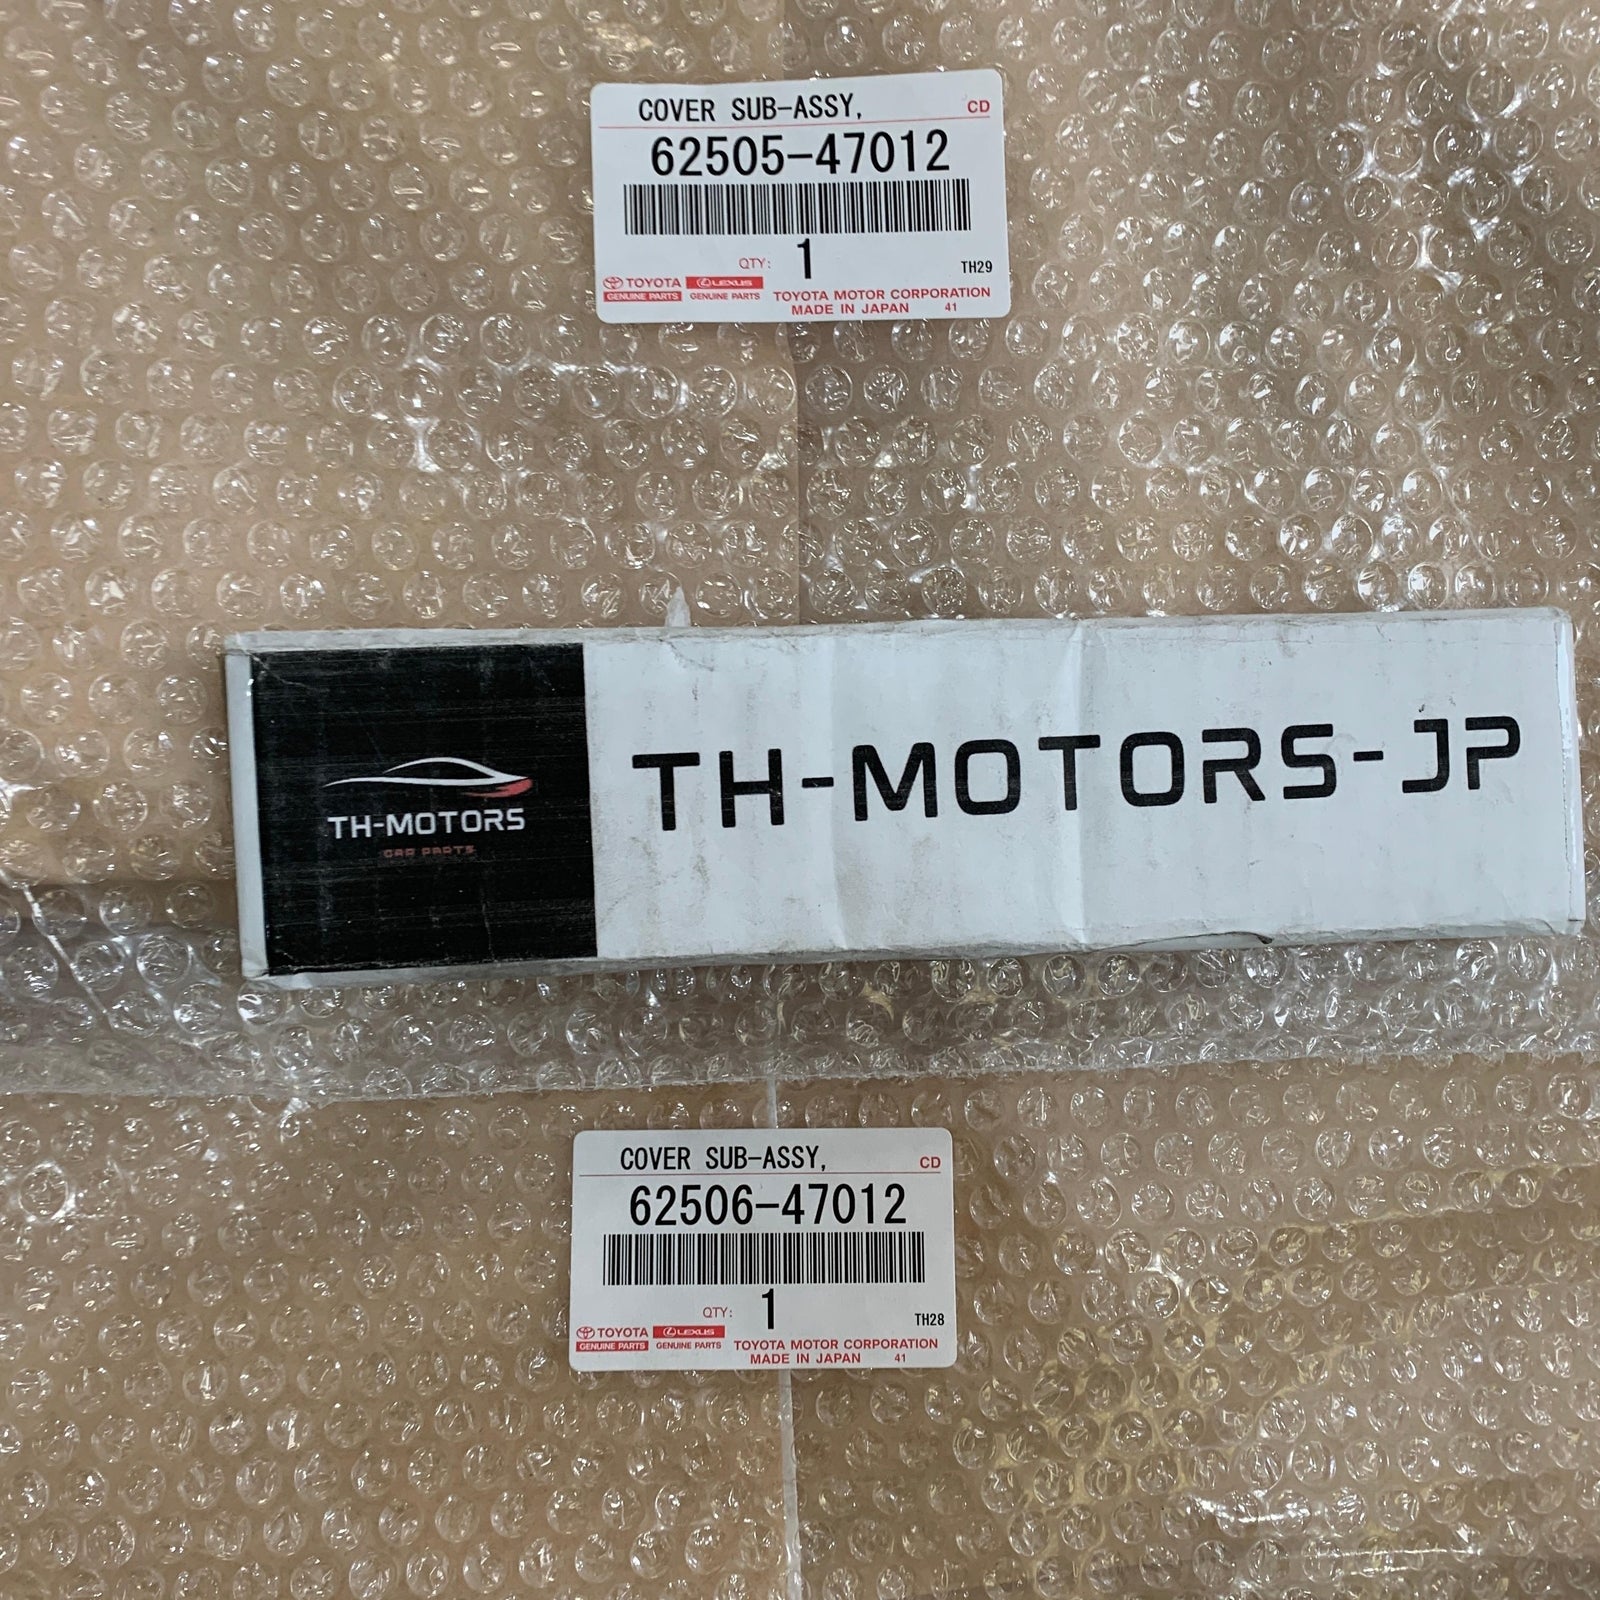 COVER SUB-ASSY,
CD
62505-47012
QTY: 1
TH29
TOYOTA
GENUINE PARTS
LEXUS
GENUINE PARTS
TOYOTA MOTOR CORPORATION
MADE IN JAPAN 41
TH-MOTORS
CAR PARTS
TH-MOTORS-JP
COVER SUB-ASSY,
CD
62506-47012
QTY: 1
TH28
TOYOTA
GENUINE PARTS
LEXUS
GENUINE PARTS
TOYOTA MOTOR CORPORATION
MADE IN JAPAN 41